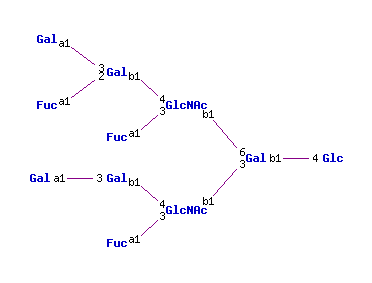 Gal a1
3
2 Gal b1
Fuc a1
4
3 GlcNAc b1
Fuc a1
6
3 Gal b1 4 Glc
Gal a1 3 Gal b1
4
3 GlcNAc b1
Fuc a1